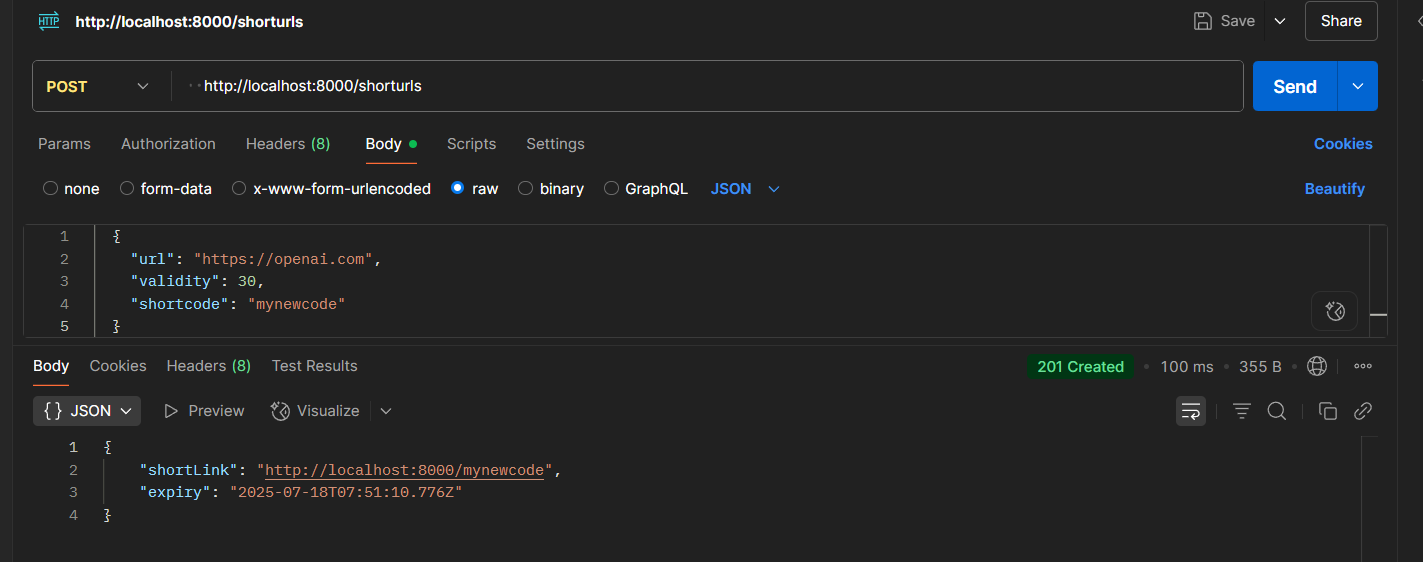 HTTP http://localhost:8000/shorturls Save Share
POST http://localhost:8000/shorturls Send
Params Authorization Headers (8) Body Scripts Settings Cookies
none form-data x-www-form-urlencoded raw binary GraphQL JSON Beautify
1 {
2 "url": "https://openai.com",
3 "validity": 30,
4 "shortcode": "mynewcode"
5 }
Body Cookies Headers (8) Test Results 201 Created 100 ms 355 B
{} JSON Preview Visualize
1 {
2 "shortLink": "http://localhost:8000/mynewcode",
3 "expiry": "2025-07-18T07:51:10.776Z"
4 }